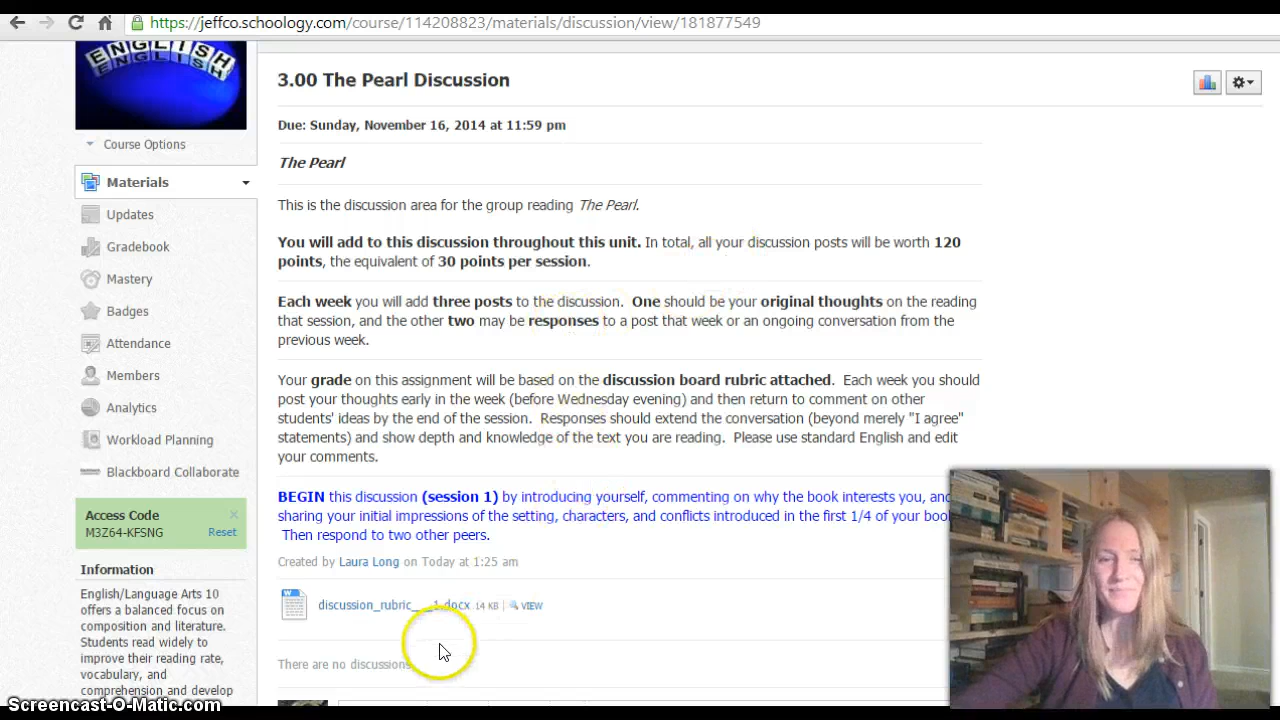 https://jeffco.schoology.com/course/114208823/materials/discussion/view/181877549
ENGLISH
3.00 The Pearl Discussion
Due: Sunday, November 16, 2014 at 11:59 pm
Course Options
The Pearl
Materials
This is the discussion area for the group reading The Pearl.
Updates
You will add to this discussion throughout this unit. In total, all your discussion posts will be worth 120
points, the equivalent of 30 points per session.
Gradebook
Mastery
Each week you will add three posts to the discussion. One should be your original thoughts on the reading
that session, and the other two may be responses to a post that week or an ongoing conversation from the
previous week.
Badges
Attendance
Members
Your grade on this assignment will be based on the discussion board rubric attached. Each week you should
post your thoughts early in the week (before Wednesday evening) and then return to comment on other
students' ideas by the end of the session. Responses should extend the conversation (beyond merely "I agree"
statements) and show depth and knowledge of the text you are reading. Please use standard English and edit
your comments.
Analytics
Workload Planning
Blackboard Collaborate
BEGIN this discussion (session 1) by introducing yourself, commenting on why the book interests you, and
sharing your initial impressions of the setting, characters, and conflicts introduced in the first 1/4 of your book
Then respond to two other peers.
Access Code
M3Z64-KFSNG Reset
Created by Laura Long on Today at 1:25 am
Information
English/Language Arts 10
offers a balanced focus on
composition and literature.
Students read widely to
improve their reading rate,
vocabulary, and
comprehension and develop
discussion_rubric___1.docx 14 KB VIEW
There are no discussions
Screencast-O-Matic.com